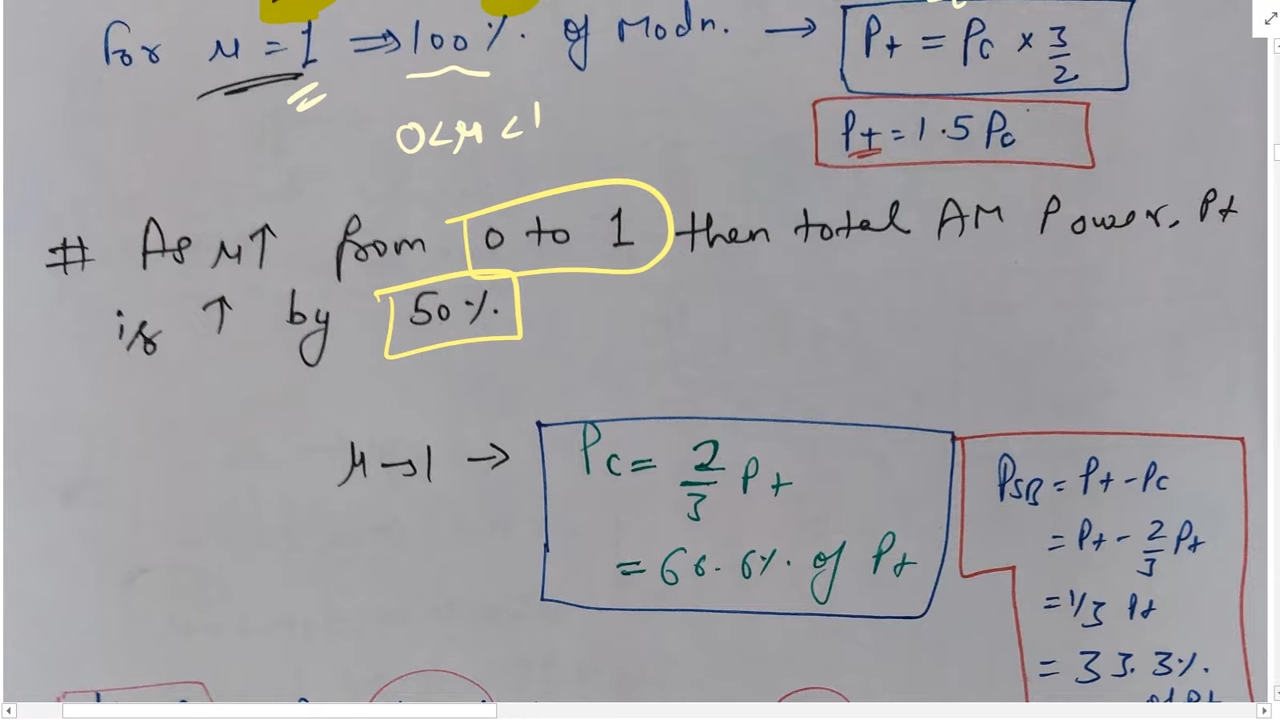 For μ = 1 ⇒ 100%. of Modn. → Pt = Pc × 3/2
0<μ<1
Pt = 1.5 Pc
# As μ↑ from 0 to 1 then total AM Power, Pt
is ↑ by 50%.
μ→1 → Pc = 2/3 Pt
= 66.6%. of Pt
PSB = Pt - Pc
= Pt - 2/3 Pt
= 1/3 Pt
= 33.3%.
of Pt